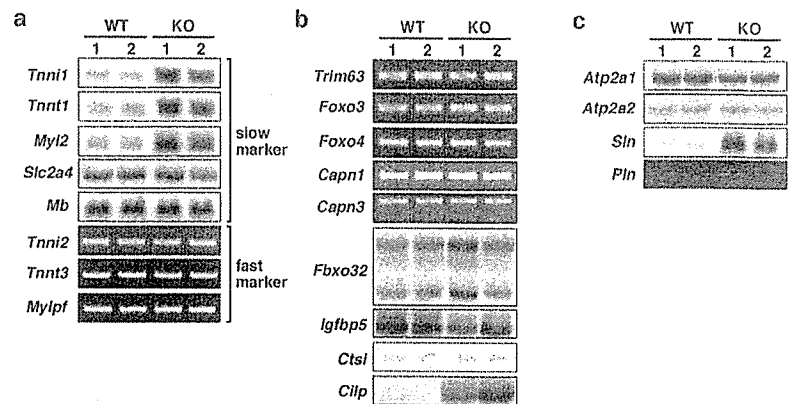 a
WT KO
1 2 1 2
Tnni1
Tnnt1
Myl2
Slc2a4
Mb
slow
marker
Tnni2
Tnnt3
Mylpf
fast
marker
b
WT KO
1 2 1 2
Trim63
Foxo3
Foxo4
Capn1
Capn3
Fbxo32
Igfbp5
Ctsl
Cilp
c
WT KO
1 2 1 2
Atp2a1
Atp2a2
Sln
Pln